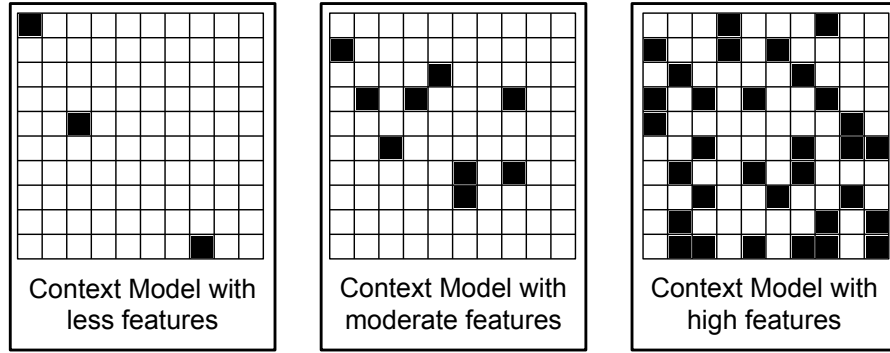 Context Model with
less features
Context Model with
moderate features
Context Model with
high features